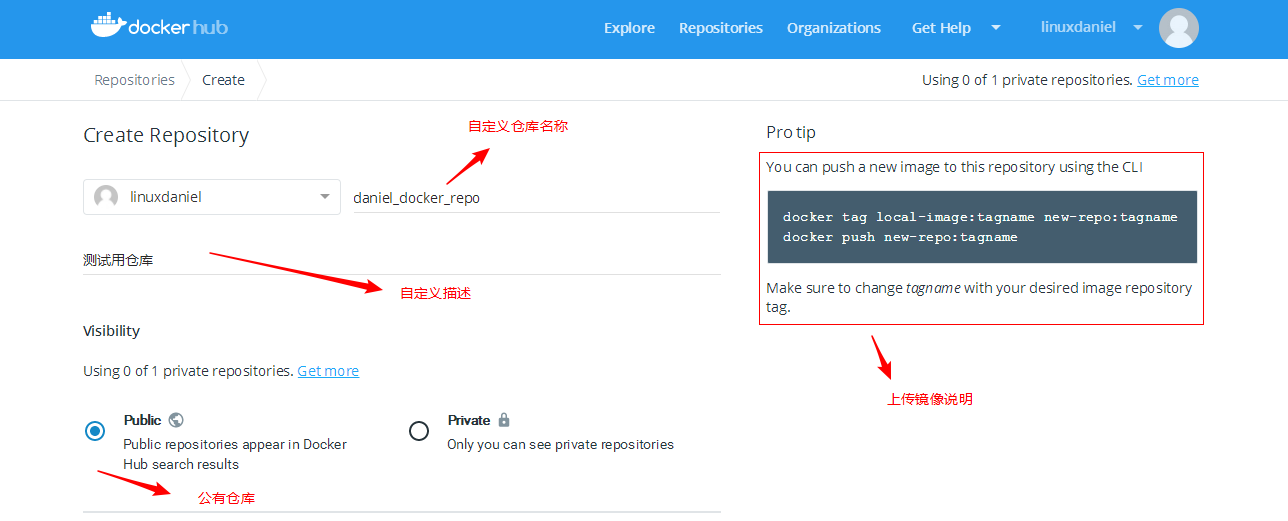 docker hub
Explore Repositories Organizations Get Help linuxdaniel
Repositories Create
Using 0 of 1 private repositories. Get more
Create Repository
自定义仓库名称
linuxdaniel
daniel_docker_repo
测试用仓库
自定义描述
Visibility
Using 0 of 1 private repositories. Get more
Public
Public repositories appear in Docker
Hub search results
Private
Only you can see private repositories
公有仓库
Pro tip
You can push a new image to this repository using the CLI
docker tag local-image:tagname new-repo:tagname
docker push new-repo:tagname
Make sure to change tagname with your desired image repository
tag.
上传镜像说明